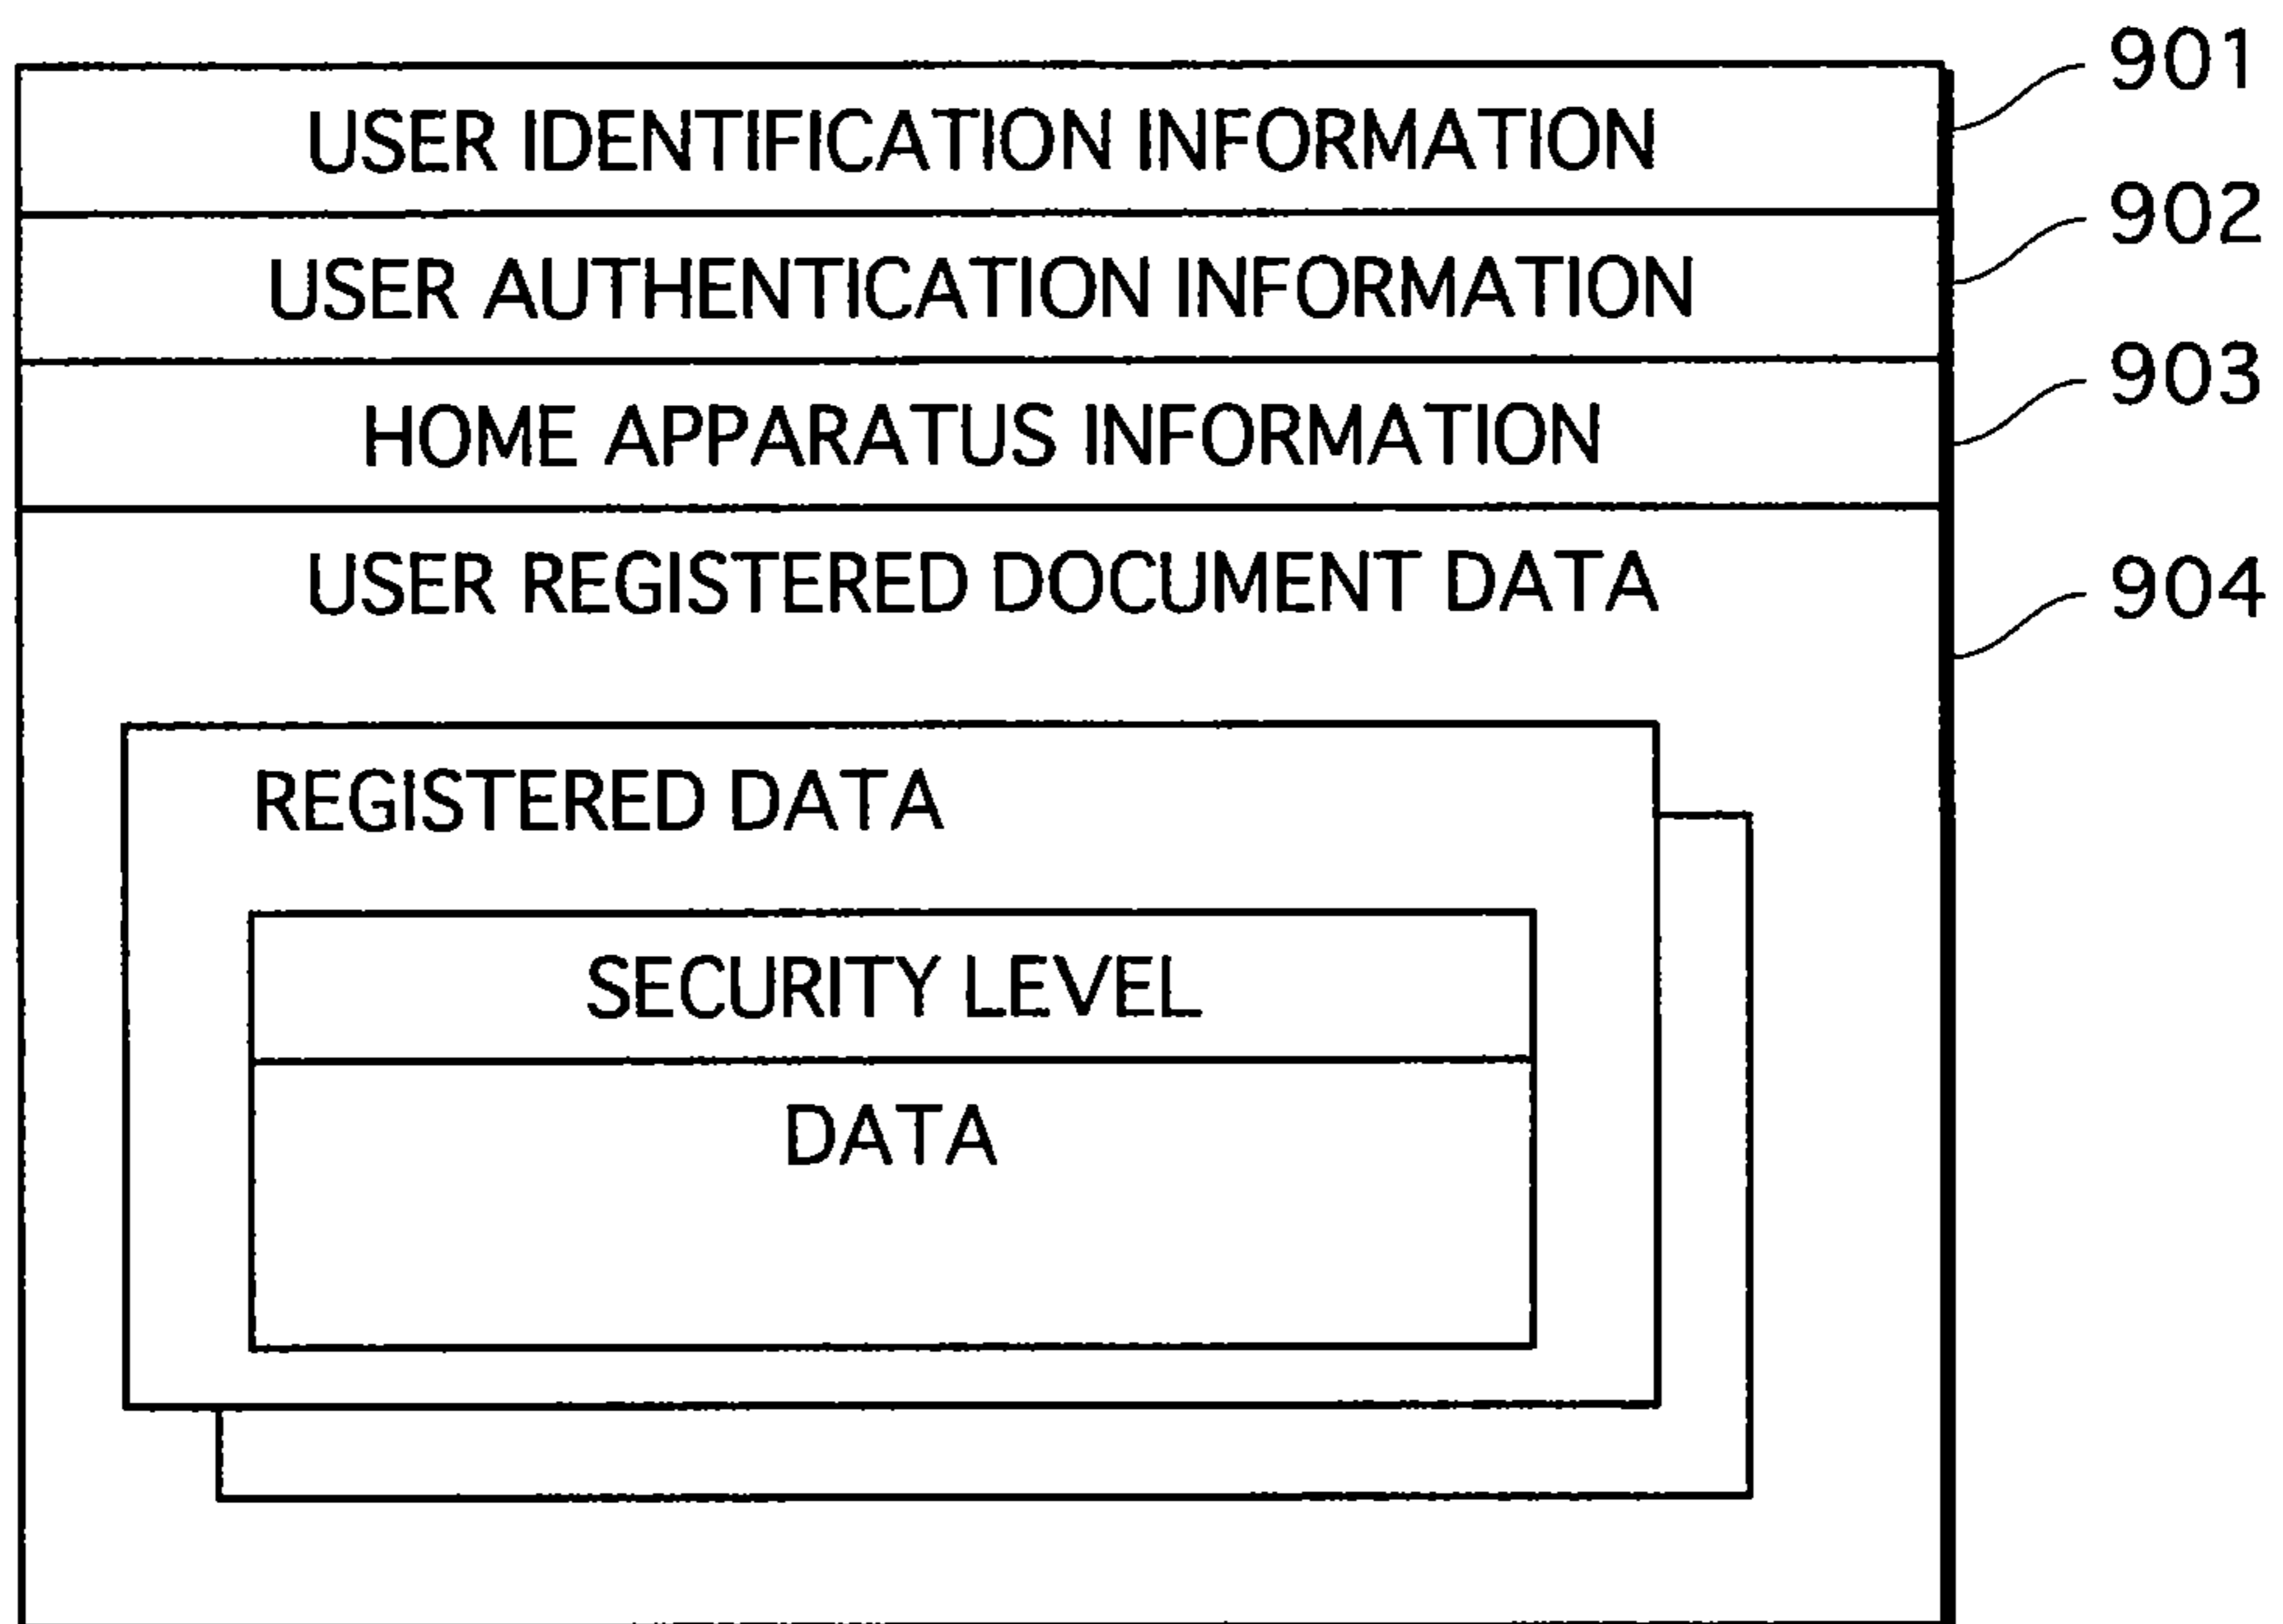 901
USER IDENTIFICATION INFORMATION
902
USER AUTHENTICATION INFORMATION
903
HOME APPARATUS INFORMATION
904
USER REGISTERED DOCUMENT DATA
REGISTERED DATA
SECURITY LEVEL
DATA